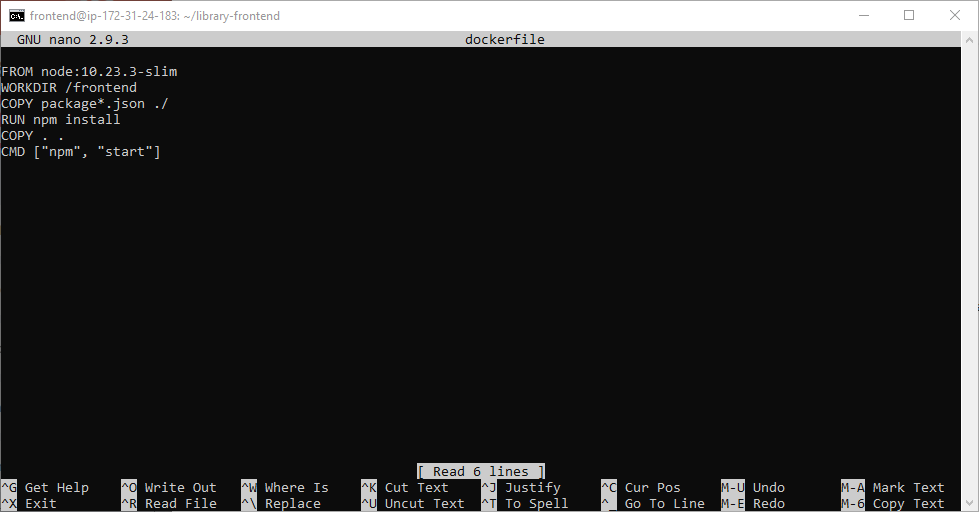 frontend@ip-172-31-24-183: ~/library-frontend
GNU nano 2.9.3 dockerfile
FROM node:10.23.3-slim
WORKDIR /frontend
COPY package*.json ./
RUN npm install
COPY . .
CMD ["npm", "start"]
[ Read 6 lines ]
^G Get Help ^O Write Out ^W Where Is ^K Cut Text ^J Justify ^C Cur Pos M-U Undo M-A Mark Text
^X Exit ^R Read File ^\ Replace ^U Uncut Text ^T To Spell ^_ Go To Line M-E Redo M-6 Copy Text